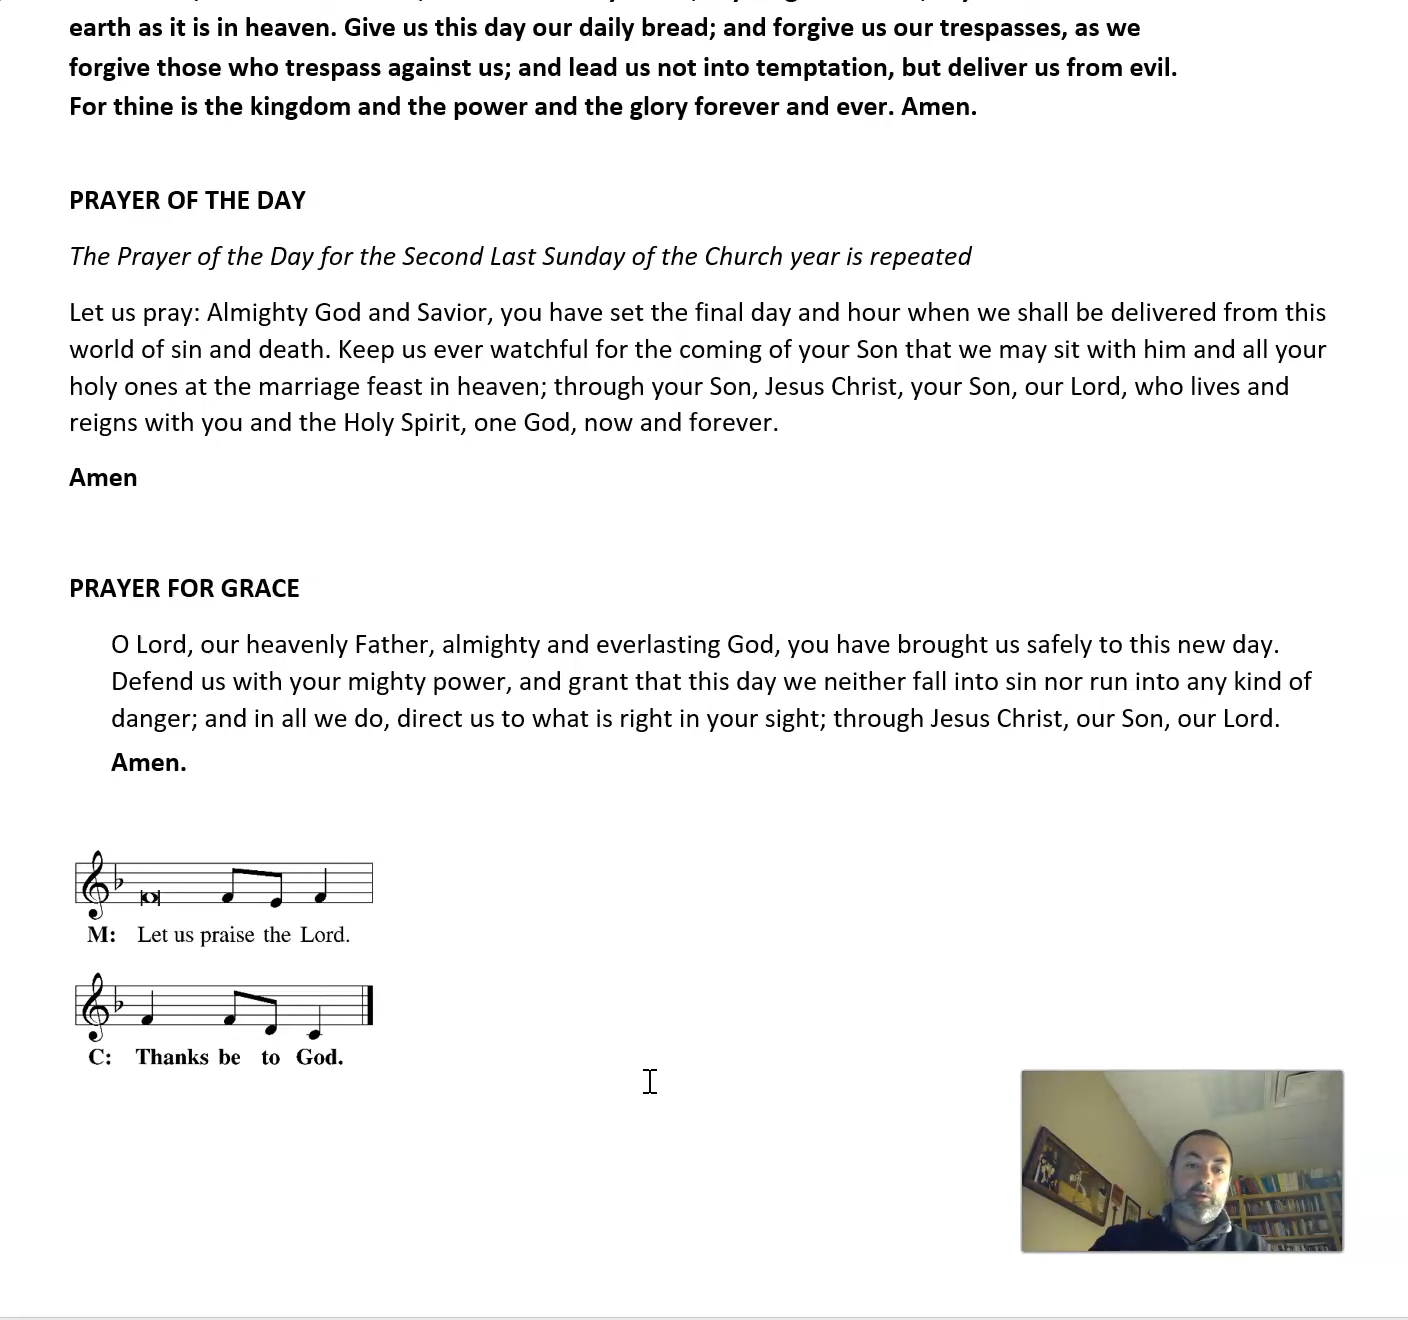 earth as it is in heaven. Give us this day our daily bread; and forgive us our trespasses, as we
forgive those who trespass against us; and lead us not into temptation, but deliver us from evil.
For thine is the kingdom and the power and the glory forever and ever. Amen.
PRAYER OF THE DAY
The Prayer of the Day for the Second Last Sunday of the Church year is repeated
Let us pray: Almighty God and Savior, you have set the final day and hour when we shall be delivered from this
world of sin and death. Keep us ever watchful for the coming of your Son that we may sit with him and all your
holy ones at the marriage feast in heaven; through your Son, Jesus Christ, your Son, our Lord, who lives and
reigns with you and the Holy Spirit, one God, now and forever.
Amen
PRAYER FOR GRACE
O Lord, our heavenly Father, almighty and everlasting God, you have brought us safely to this new day.
Defend us with your mighty power, and grant that this day we neither fall into sin nor run into any kind of
danger; and in all we do, direct us to what is right in your sight; through Jesus Christ, our Son, our Lord.
Amen.
M: Let us praise the Lord.
C: Thanks be to God.